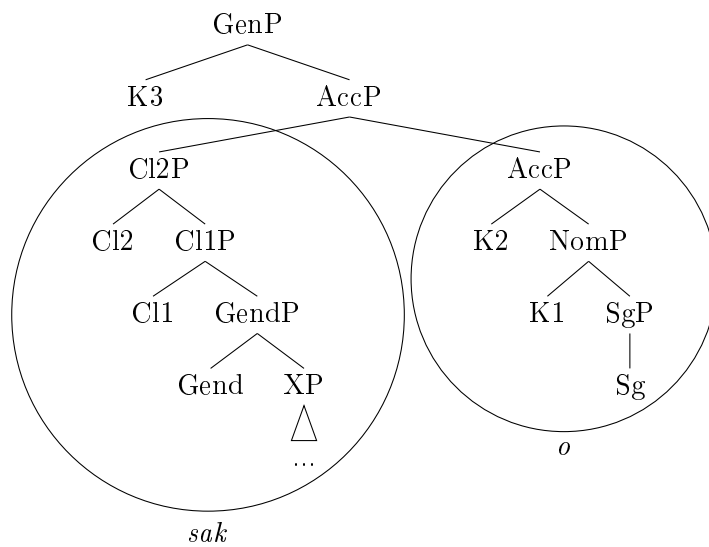 GenP
K3 AccP
Cl2P AccP
Cl2 Cl1P K2 NomP
Cl1 GendP K1 SgP
Gend XP Sg
...
o
sak